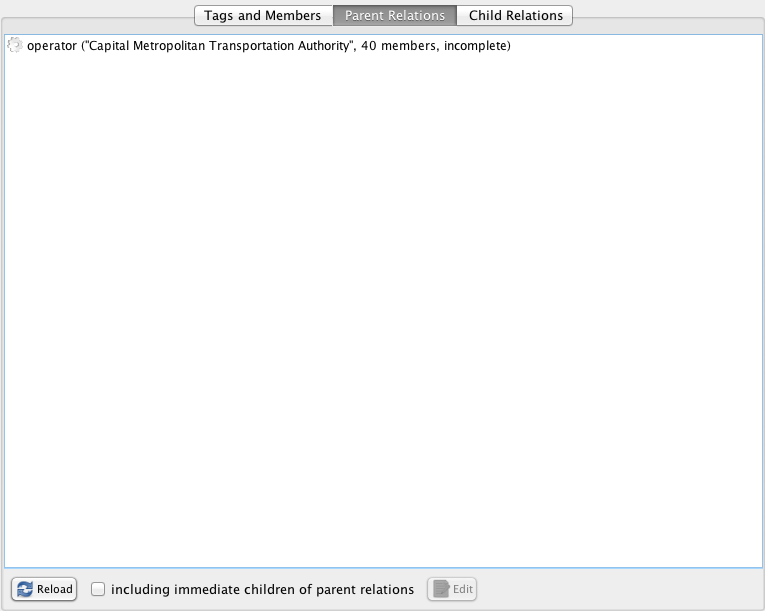 Tags and Members Parent Relations Child Relations
operator ("Capital Metropolitan Transportation Authority", 40 members, incomplete)
Reload including immediate children of parent relations Edit